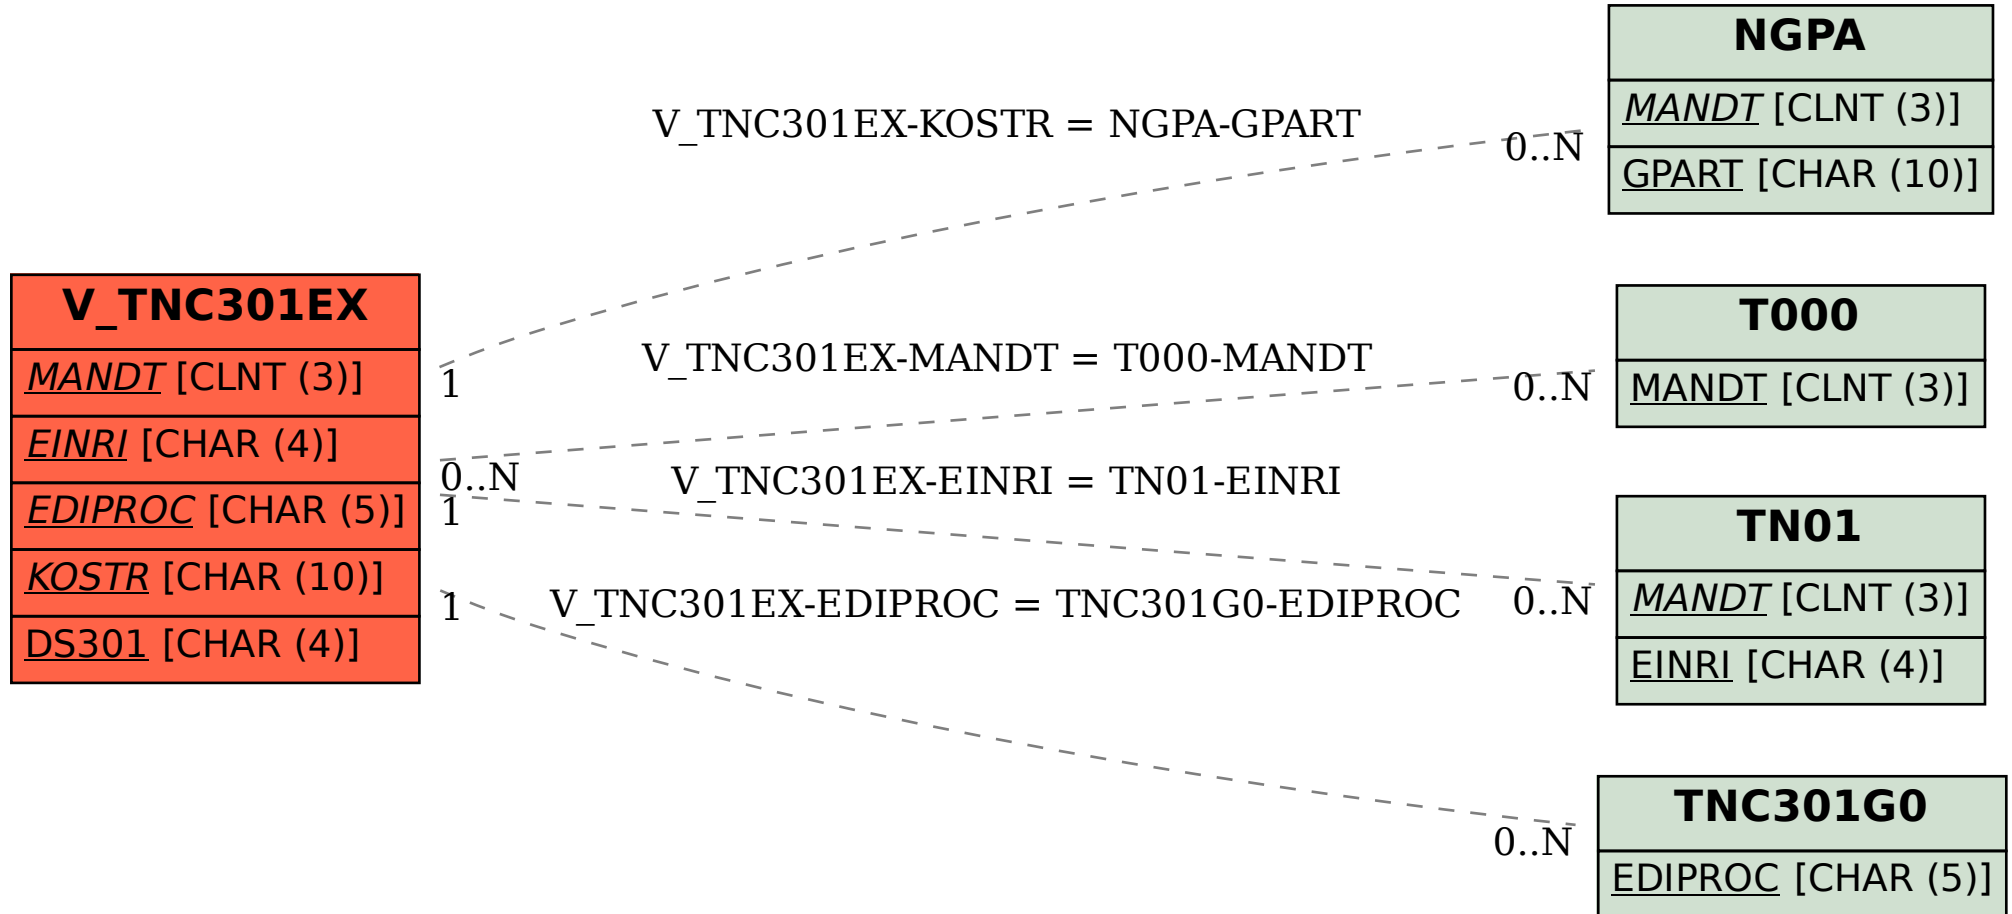 NGPA
MANDT [CLNT (3)]
GPART [CHAR (10)]
V_TNC301EX-KOSTR = NGPA-GPART
0..N
V_TNC301EX
MANDT [CLNT (3)]
EINRI [CHAR (4)]
EDIPROC [CHAR (5)]
KOSTR [CHAR (10)]
DS301 [CHAR (4)]
1
V_TNC301EX-MANDT = T000-MANDT
0..N
0..N
T000
MANDT [CLNT (3)]
V_TNC301EX-EINRI = TN01-EINRI
1
0..N
TN01
MANDT [CLNT (3)]
EINRI [CHAR (4)]
1
V_TNC301EX-EDIPROC = TNC301G0-EDIPROC
0..N
TNC301G0
EDIPROC [CHAR (5)]